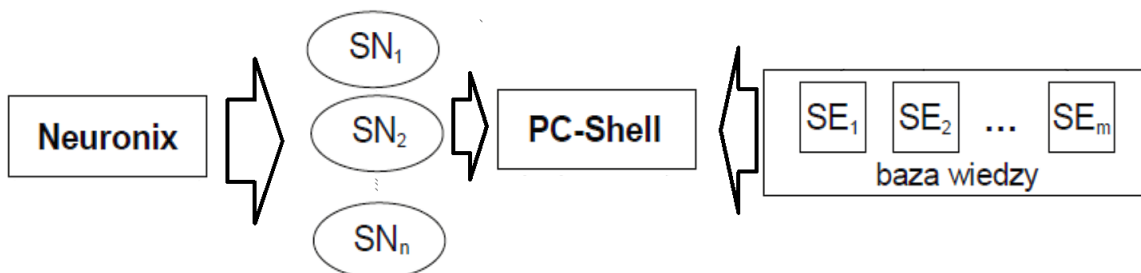 Neuronix
SN₁
SN₂
SNₙ
PC-Shell
SE₁ SE₂ ... SEₘ
baza wiedzy